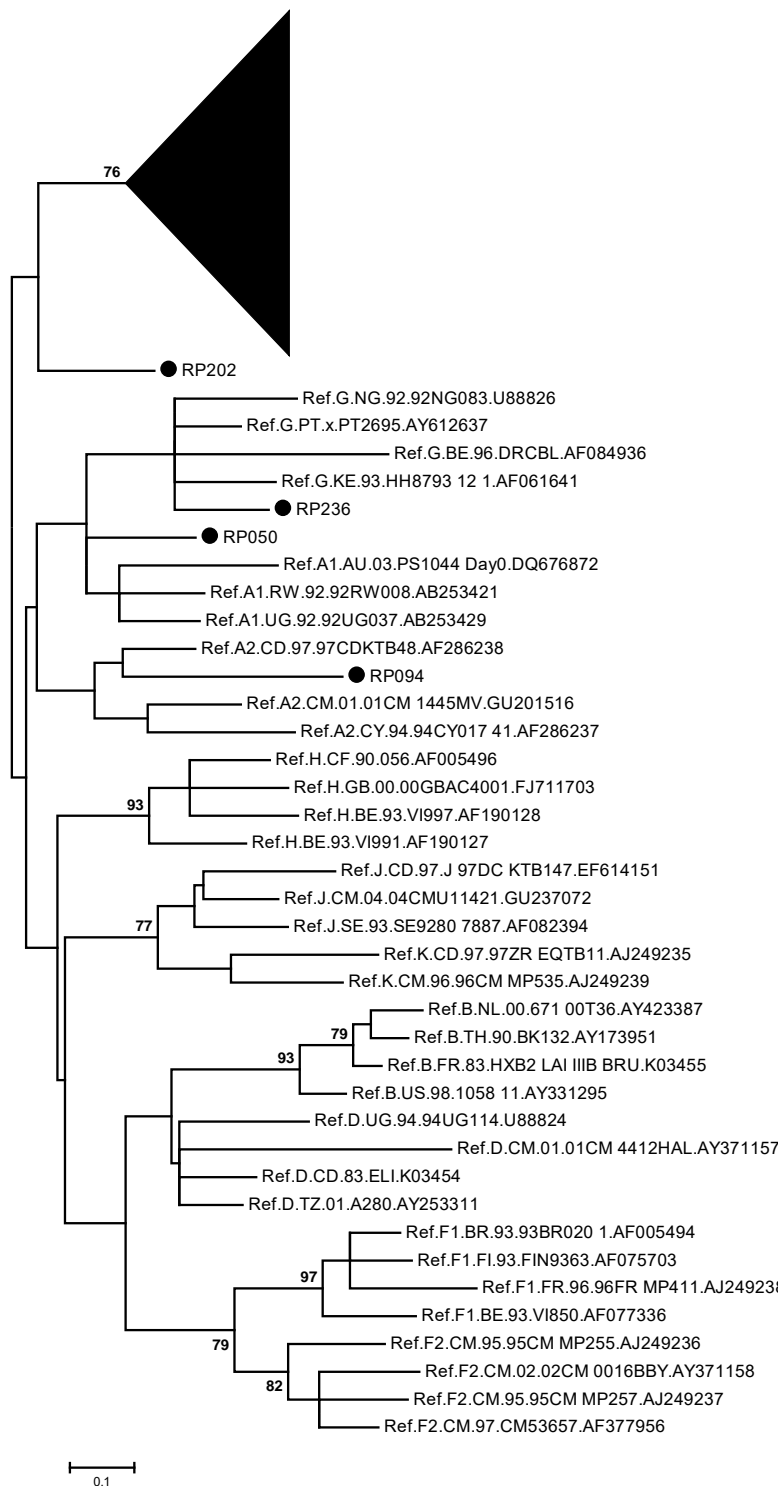 76
RP202
Ref.G.NG.92.92NG083.U88826
Ref.G.PT.x.PT2695.AY612637
Ref.G.BE.96.DRCBL.AF084936
Ref.G.KE.93.HH8793 12 1.AF061641
RP236
RP050
Ref.A1.AU.03.PS1044 Day0.DQ676872
Ref.A1.RW.92.92RW008.AB253421
Ref.A1.UG.92.92UG037.AB253429
Ref.A2.CD.97.97CDKTB48.AF286238
RP094
Ref.A2.CM.01.01CM 1445MV.GU201516
Ref.A2.CY.94.94CY017 41.AF286237
Ref.H.CF.90.056.AF005496
Ref.H.GB.00.00GBAC4001.FJ711703
93
Ref.H.BE.93.VI997.AF190128
Ref.H.BE.93.VI991.AF190127
Ref.J.CD.97.J 97DC KTB147.EF614151
Ref.J.CM.04.04CMU11421.GU237072
77
Ref.J.SE.93.SE9280 7887.AF082394
Ref.K.CD.97.97ZR EQTB11.AJ249235
Ref.K.CM.96.96CM MP535.AJ249239
Ref.B.NL.00.671 00T36.AY423387
79
Ref.B.TH.90.BK132.AY173951
93
Ref.B.FR.83.HXB2 LAI IIIB BRU.K03455
Ref.B.US.98.1058 11.AY331295
Ref.D.UG.94.94UG114.U88824
Ref.D.CM.01.01CM 4412HAL.AY371157
Ref.D.CD.83.ELI.K03454
Ref.D.TZ.01.A280.AY253311
Ref.F1.BR.93.93BR020 1.AF005494
Ref.F1.FI.93.FIN9363.AF075703
97
Ref.F1.FR.96.96FR MP411.AJ249238
Ref.F1.BE.93.VI850.AF077336
79
Ref.F2.CM.95.95CM MP255.AJ249236
Ref.F2.CM.02.02CM 0016BBY.AY371158
82
Ref.F2.CM.95.95CM MP257.AJ249237
Ref.F2.CM.97.CM53657.AF377956
0.1